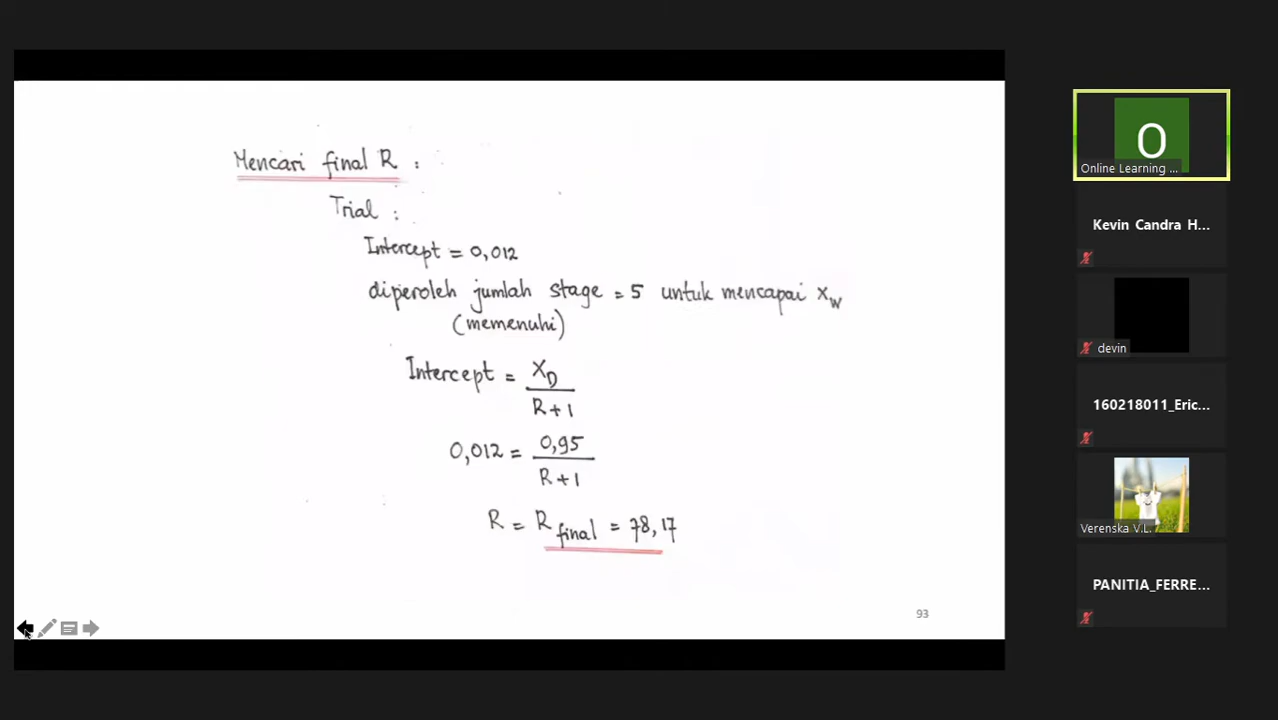 Mencari final R :
Trial :
Intercept = 0,012
diperoleh jumlah stage = 5 untuk mencapai x_W
(memenuhi)
Intercept = x_D / R+1
0,012 = 0,95 / R+1
R = R_final = 78,17
93
O
Online Learning ...
Kevin Candra H...
devin
160218011_Eric...
Verenska V.L.
PANITIA_FERRE...